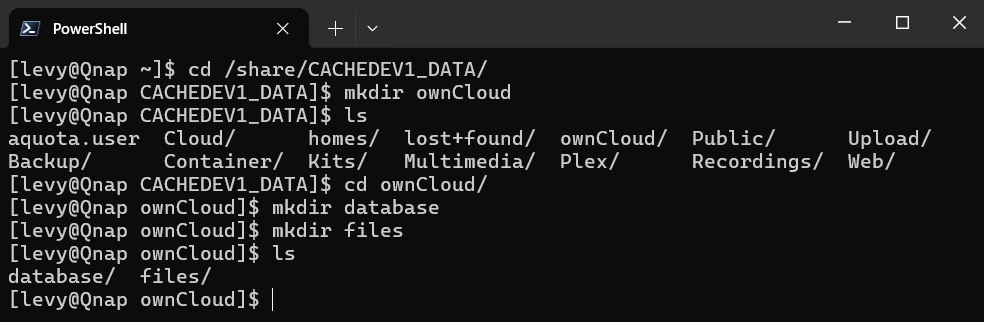 PowerShell
[levy@Qnap ~]$ cd /share/CACHEDEV1_DATA/
[levy@Qnap CACHEDEV1_DATA]$ mkdir ownCloud
[levy@Qnap CACHEDEV1_DATA]$ ls
aquota.user  Cloud/      homes/  lost+found/  ownCloud/  Public/      Upload/
Backup/      Container/  Kits/   Multimedia/  Plex/      Recordings/  Web/
[levy@Qnap CACHEDEV1_DATA]$ cd ownCloud/
[levy@Qnap ownCloud]$ mkdir database
[levy@Qnap ownCloud]$ mkdir files
[levy@Qnap ownCloud]$ ls
database/  files/
[levy@Qnap ownCloud]$